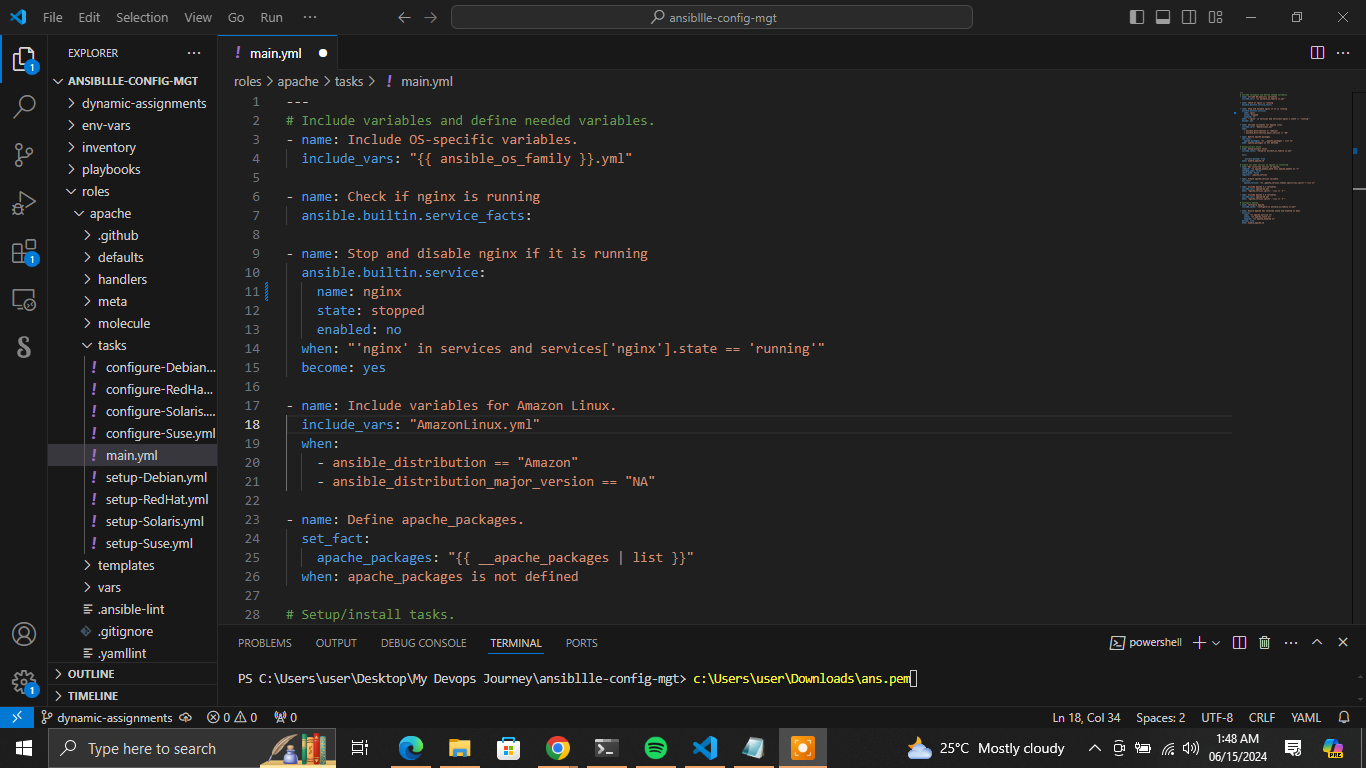 File Edit Selection View Go Run ··· ansibllle-config-mgt
EXPLORER ···
ANSIBLLLE-CONFIG-MGT
dynamic-assignments
env-vars
inventory
playbooks
roles
apache
.github
defaults
handlers
meta
molecule
tasks
configure-Debian...
configure-RedHa...
configure-Solaris....
configure-Suse.yml
main.yml
setup-Debian.yml
setup-RedHat.yml
setup-Solaris.yml
setup-Suse.yml
templates
vars
.ansible-lint
.gitignore
.yamllint
OUTLINE
TIMELINE
1
1
1
! main.yml
roles > apache > tasks > ! main.yml
1 ---
2 # Include variables and define needed variables.
3 - name: Include OS-specific variables.
4   include_vars: "{{ ansible_os_family }}.yml"
5
6 - name: Check if nginx is running
7   ansible.builtin.service_facts:
8
9 - name: Stop and disable nginx if it is running
10   ansible.builtin.service:
11     name: nginx
12     state: stopped
13     enabled: no
14   when: "'nginx' in services and services['nginx'].state == 'running'"
15   become: yes
16
17 - name: Include variables for Amazon Linux.
18   include_vars: "AmazonLinux.yml"
19   when:
20     - ansible_distribution == "Amazon"
21     - ansible_distribution_major_version == "NA"
22
23 - name: Define apache_packages.
24   set_fact:
25     apache_packages: "{{ __apache_packages | list }}"
26   when: apache_packages is not defined
27
28 # Setup/install tasks.
PROBLEMS OUTPUT DEBUG CONSOLE TERMINAL PORTS powershell
PS C:\Users\user\Desktop\My Devops Journey\ansibllle-config-mgt> c:\Users\user\Downloads\ans.pem
dynamic-assignments 0 0 0 Ln 18, Col 34 Spaces: 2 UTF-8 CRLF YAML
Type here to search
25°C Mostly cloudy
1:48 AM
06/15/2024
PRE